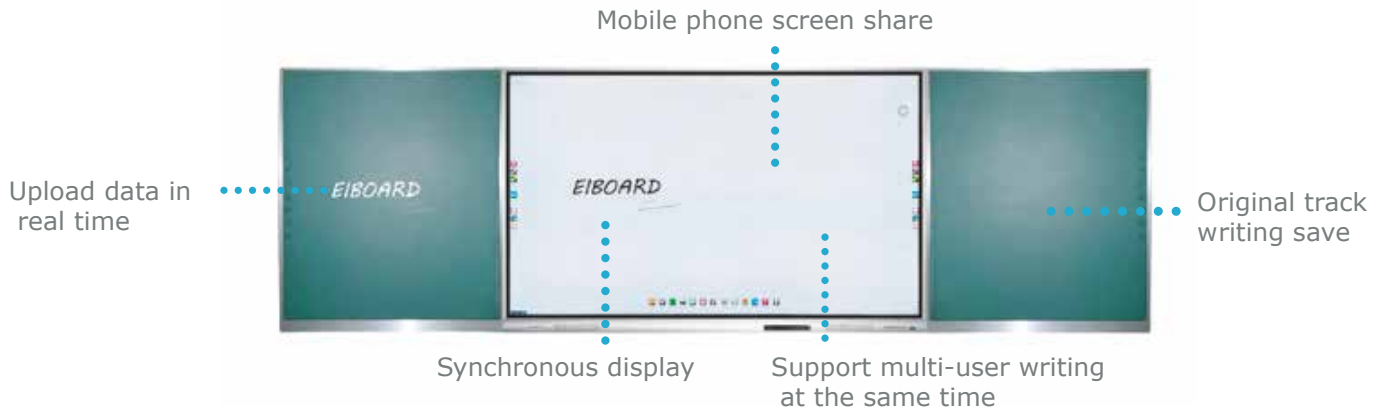 Mobile phone screen share
Upload data in
real time
EIBOARD
EIBOARD
Original track
writing save
Synchronous display
Support multi-user writing
at the same time